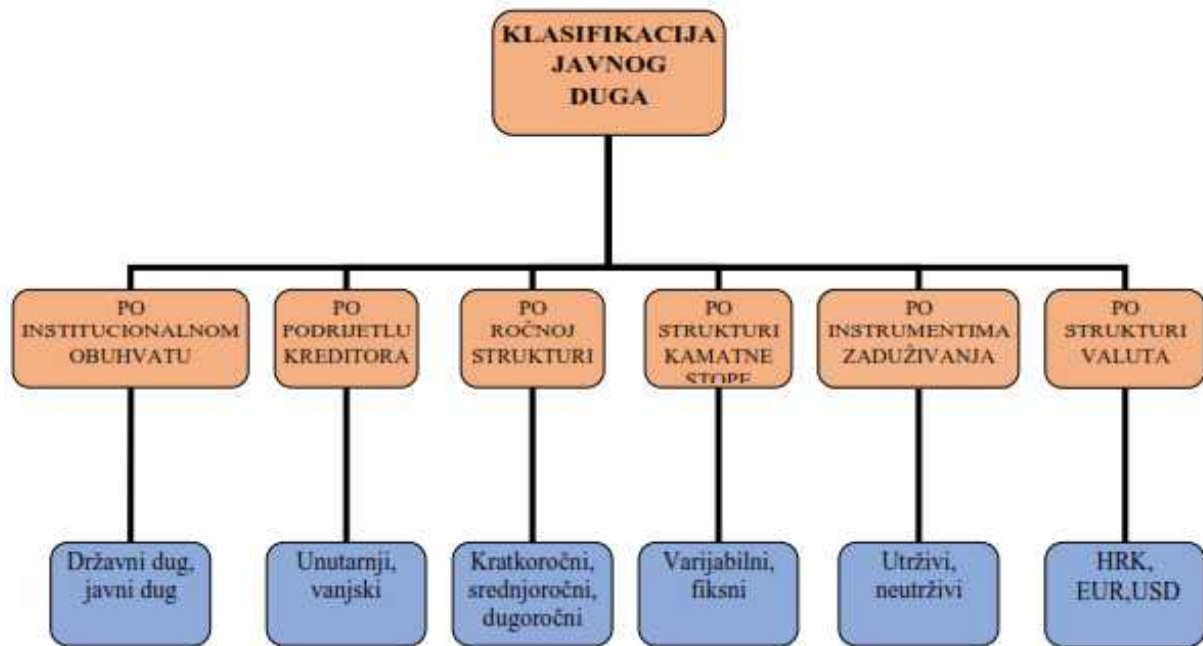 KLASIFIKACIJA
JAVNOG
DUGA
PO
INSTITUCIONALNOM
OBUHVATU
PO
PODRIJETLU
KREDITORA
PO
ROČNOJ
STRUKTURI
PO
STRUKTURI
KAMATNE
STOPE
PO
INSTRUMENTIMA
ZADUŽIVANJA
PO
STRUKTURI
VALUTA
Državni dug,
javni dug
Unutarnji,
vanjski
Kratkoročni,
srednjoročni,
dugoročni
Varijabilni,
fiksni
Utrživi,
neutrživi
HRK,
EUR,USD